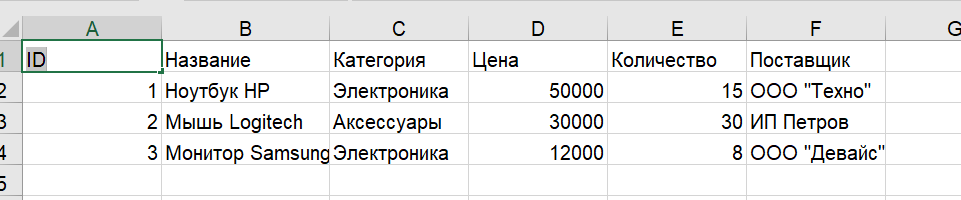 A B C D E F G
1 ID Название Категория Цена Количество Поставщик
2 1 Ноутбук HP Электроника 50000 15 ООО "Техно"
3 2 Мышь Logitech Аксессуары 30000 30 ИП Петров
4 3 Монитор Samsung Электроника 12000 8 ООО "Девайс"
5